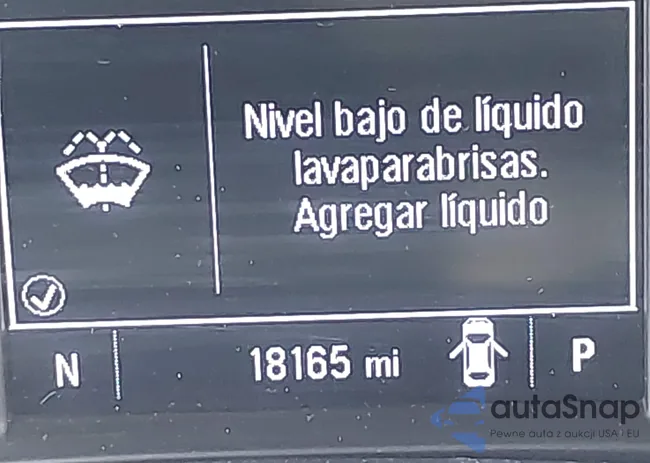 Nivel bajo de líquido
lavaparabrisas.
Agregar líquido
N
18165 mi
P
autaSnap
Pewne auta z aukcji USA i EU